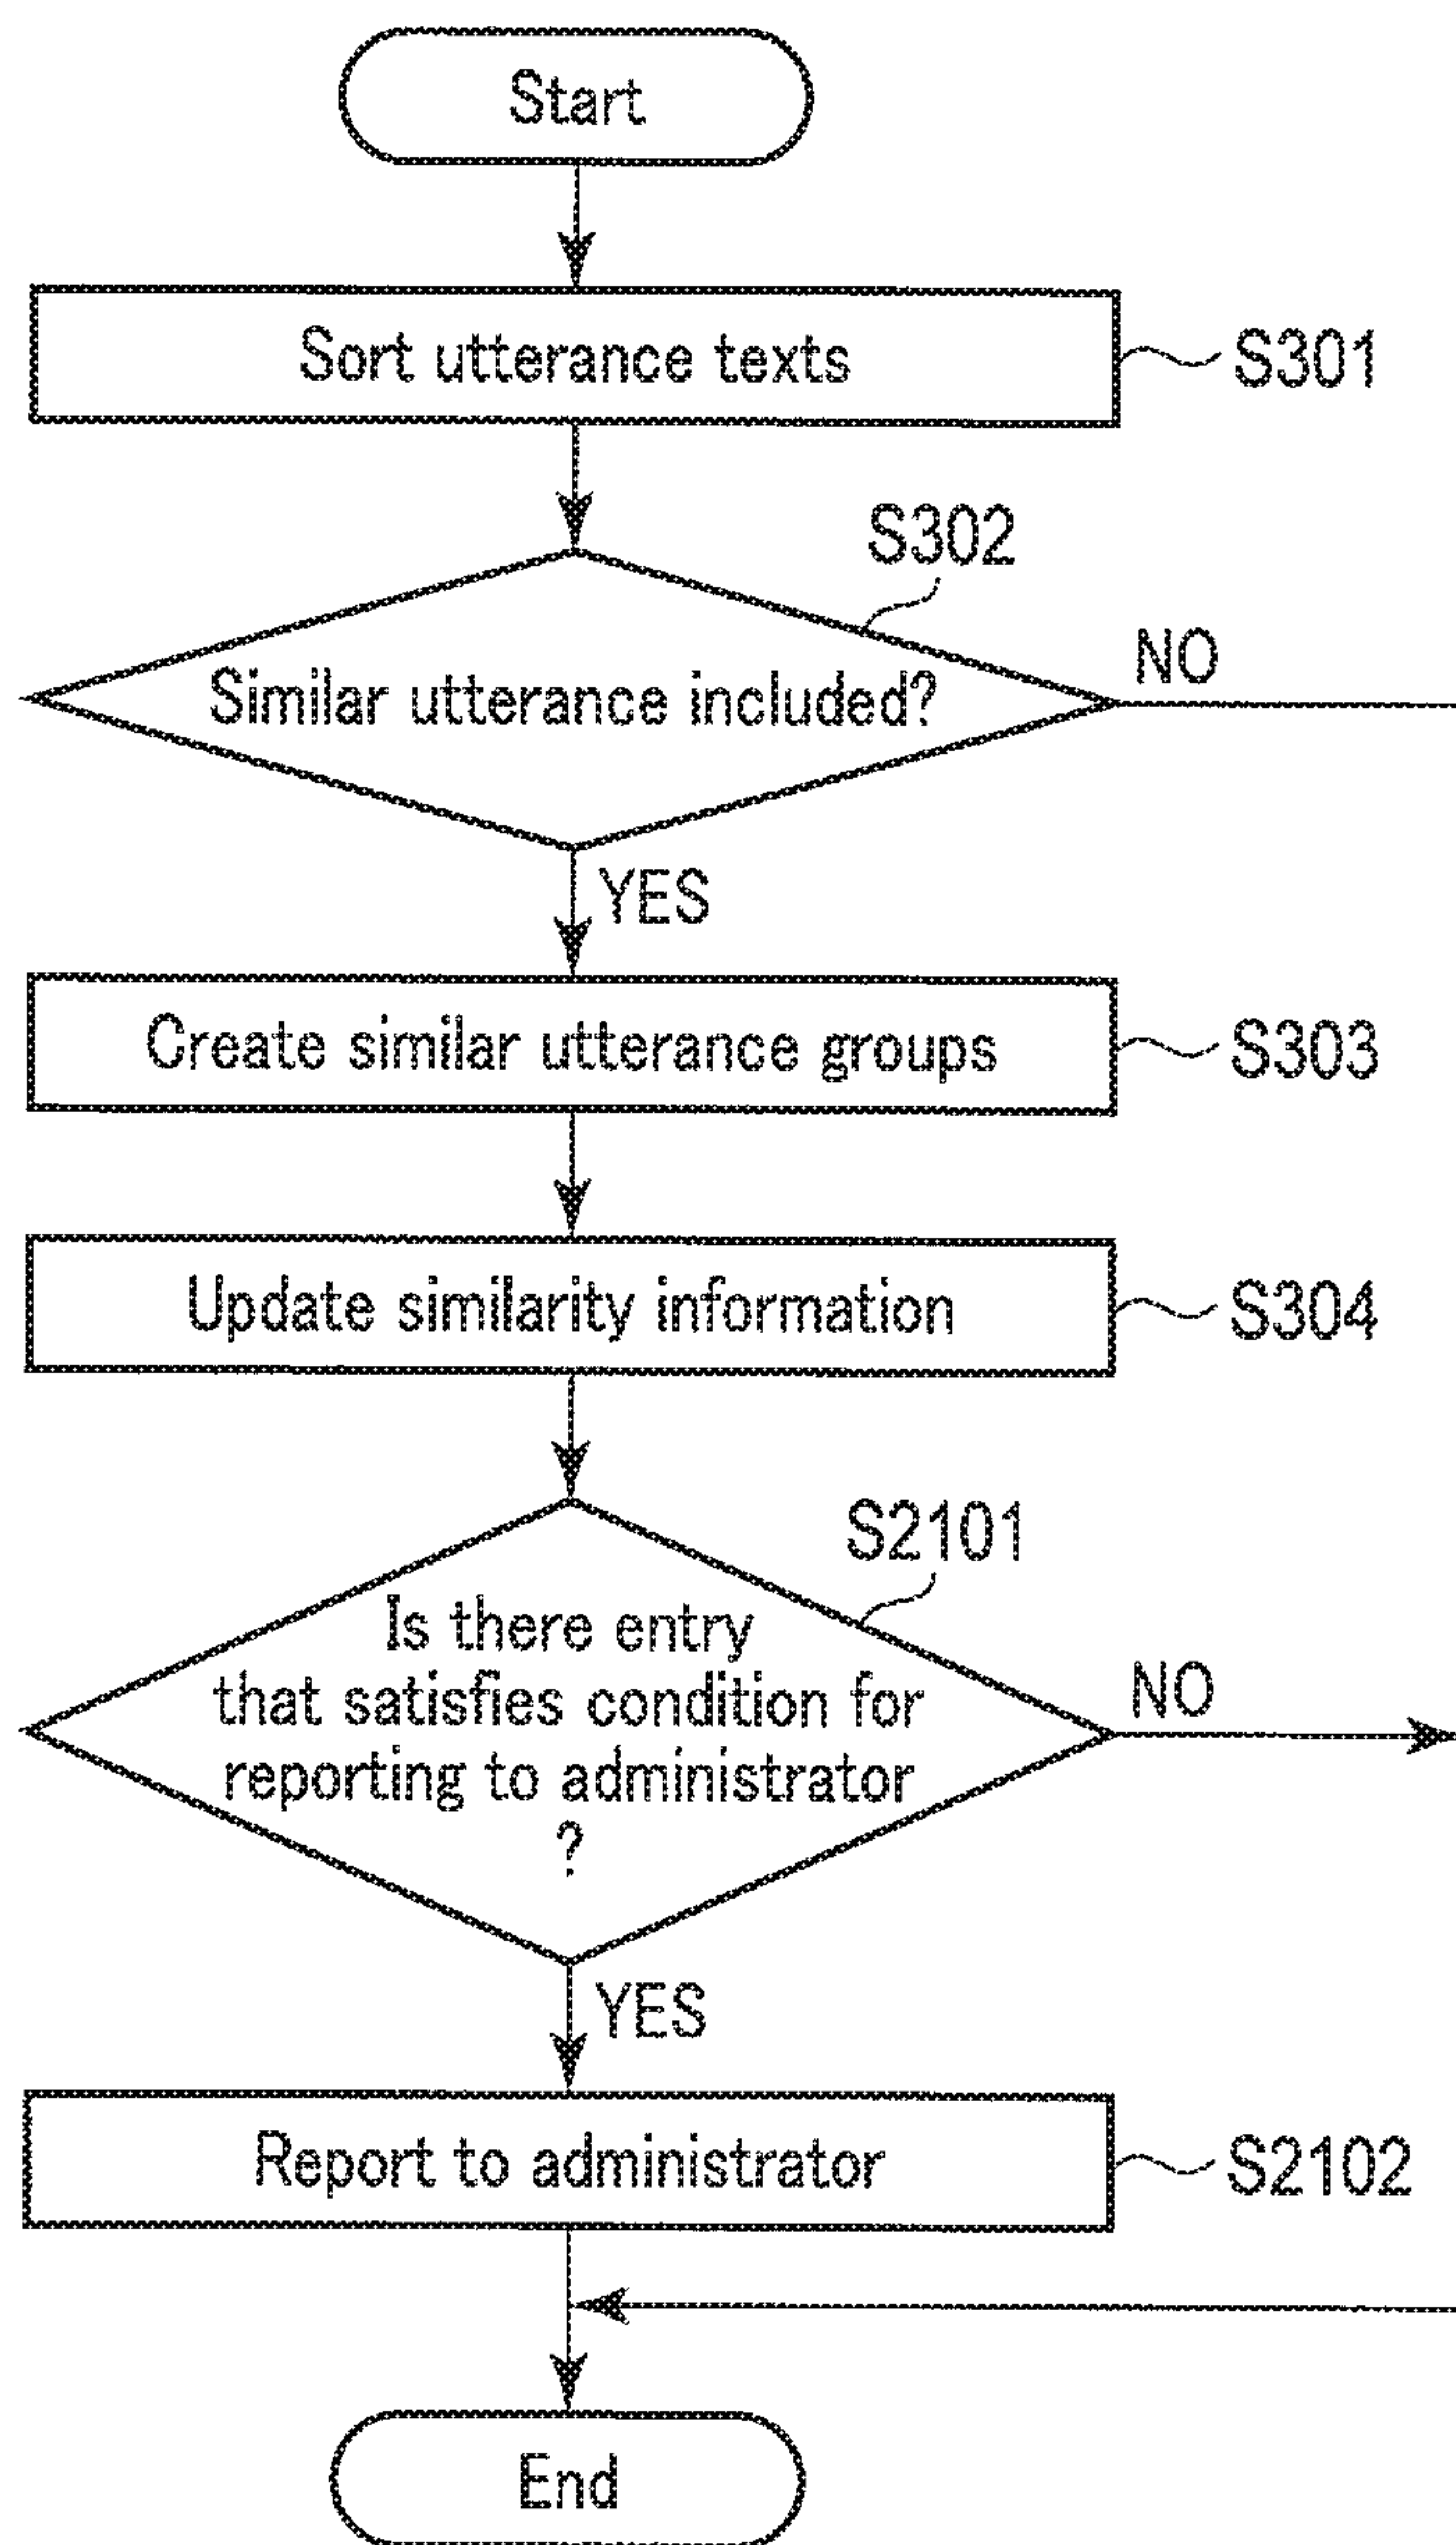 Start
Sort utterance texts
S301
S302
Similar utterance included?
NO
YES
Create similar utterance groups
S303
Update similarity information
S304
S2101
Is there entry
that satisfies condition for
reporting to administrator
?
NO
YES
Report to administrator
S2102
End